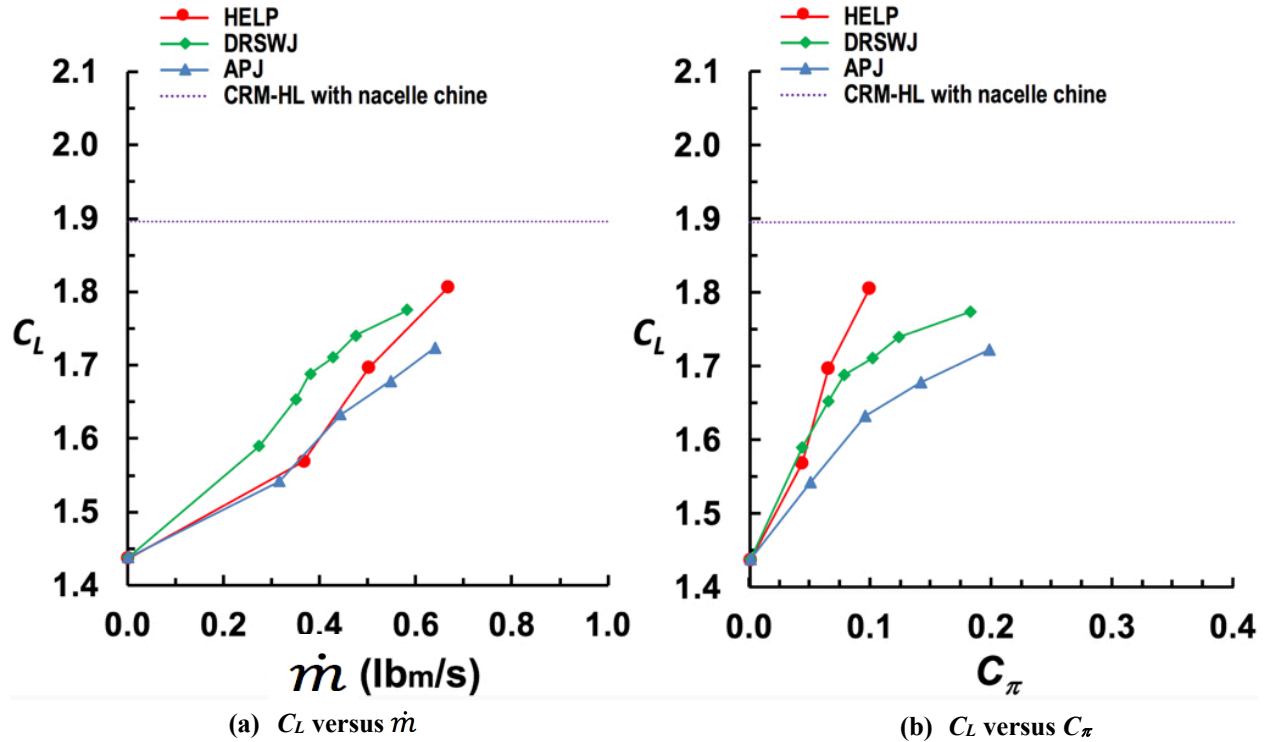 HELP
DRSWJ
APJ
CRM-HL with nacelle chine
2.1
2.0
1.9
1.8
1.7
1.6
1.5
1.4
C_L
0.0 0.2 0.4 0.6 0.8 1.0
ṁ (lbm/s)
(a) C_L versus ṁ
HELP
DRSWJ
APJ
CRM-HL with nacelle chine
2.1
2.0
1.9
1.8
1.7
1.6
1.5
1.4
C_L
0.0 0.1 0.2 0.3 0.4
C_π
(b) C_L versus C_π